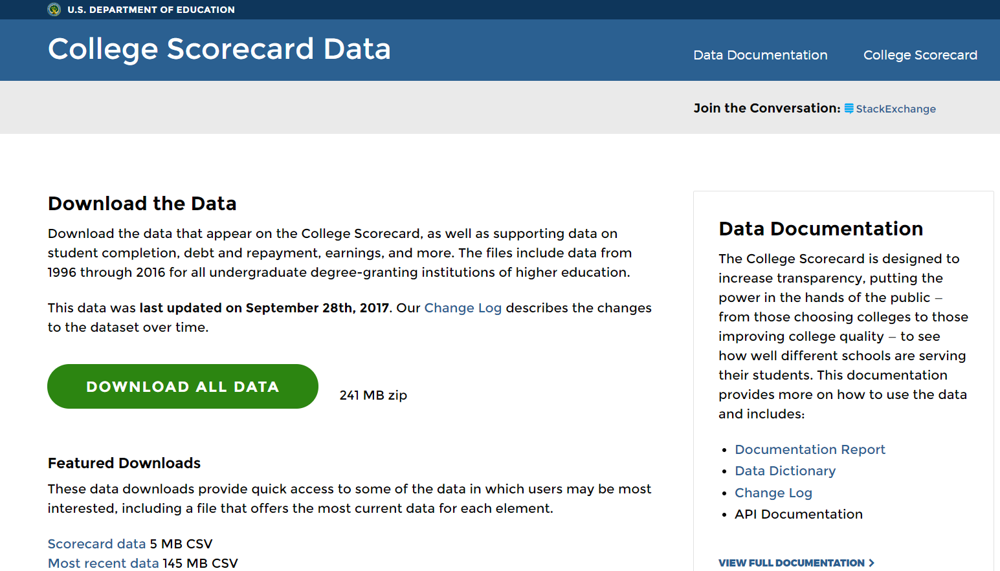 U.S. DEPARTMENT OF EDUCATION
College Scorecard Data
Data Documentation
College Scorecard
Join the Conversation: StackExchange
Download the Data
Download the data that appear on the College Scorecard, as well as supporting data on
student completion, debt and repayment, earnings, and more. The files include data from
1996 through 2016 for all undergraduate degree-granting institutions of higher education.
This data was last updated on September 28th, 2017. Our Change Log describes the changes
to the dataset over time.
DOWNLOAD ALL DATA
241 MB zip
Featured Downloads
These data downloads provide quick access to some of the data in which users may be most
interested, including a file that offers the most current data for each element.
Scorecard data 5 MB CSV
Most recent data 145 MB CSV
Data Documentation
The College Scorecard is designed to
increase transparency, putting the
power in the hands of the public –
from those choosing colleges to those
improving college quality – to see
how well different schools are serving
their students. This documentation
provides more on how to use the data
and includes:
• Documentation Report
• Data Dictionary
• Change Log
• API Documentation
VIEW FULL DOCUMENTATION